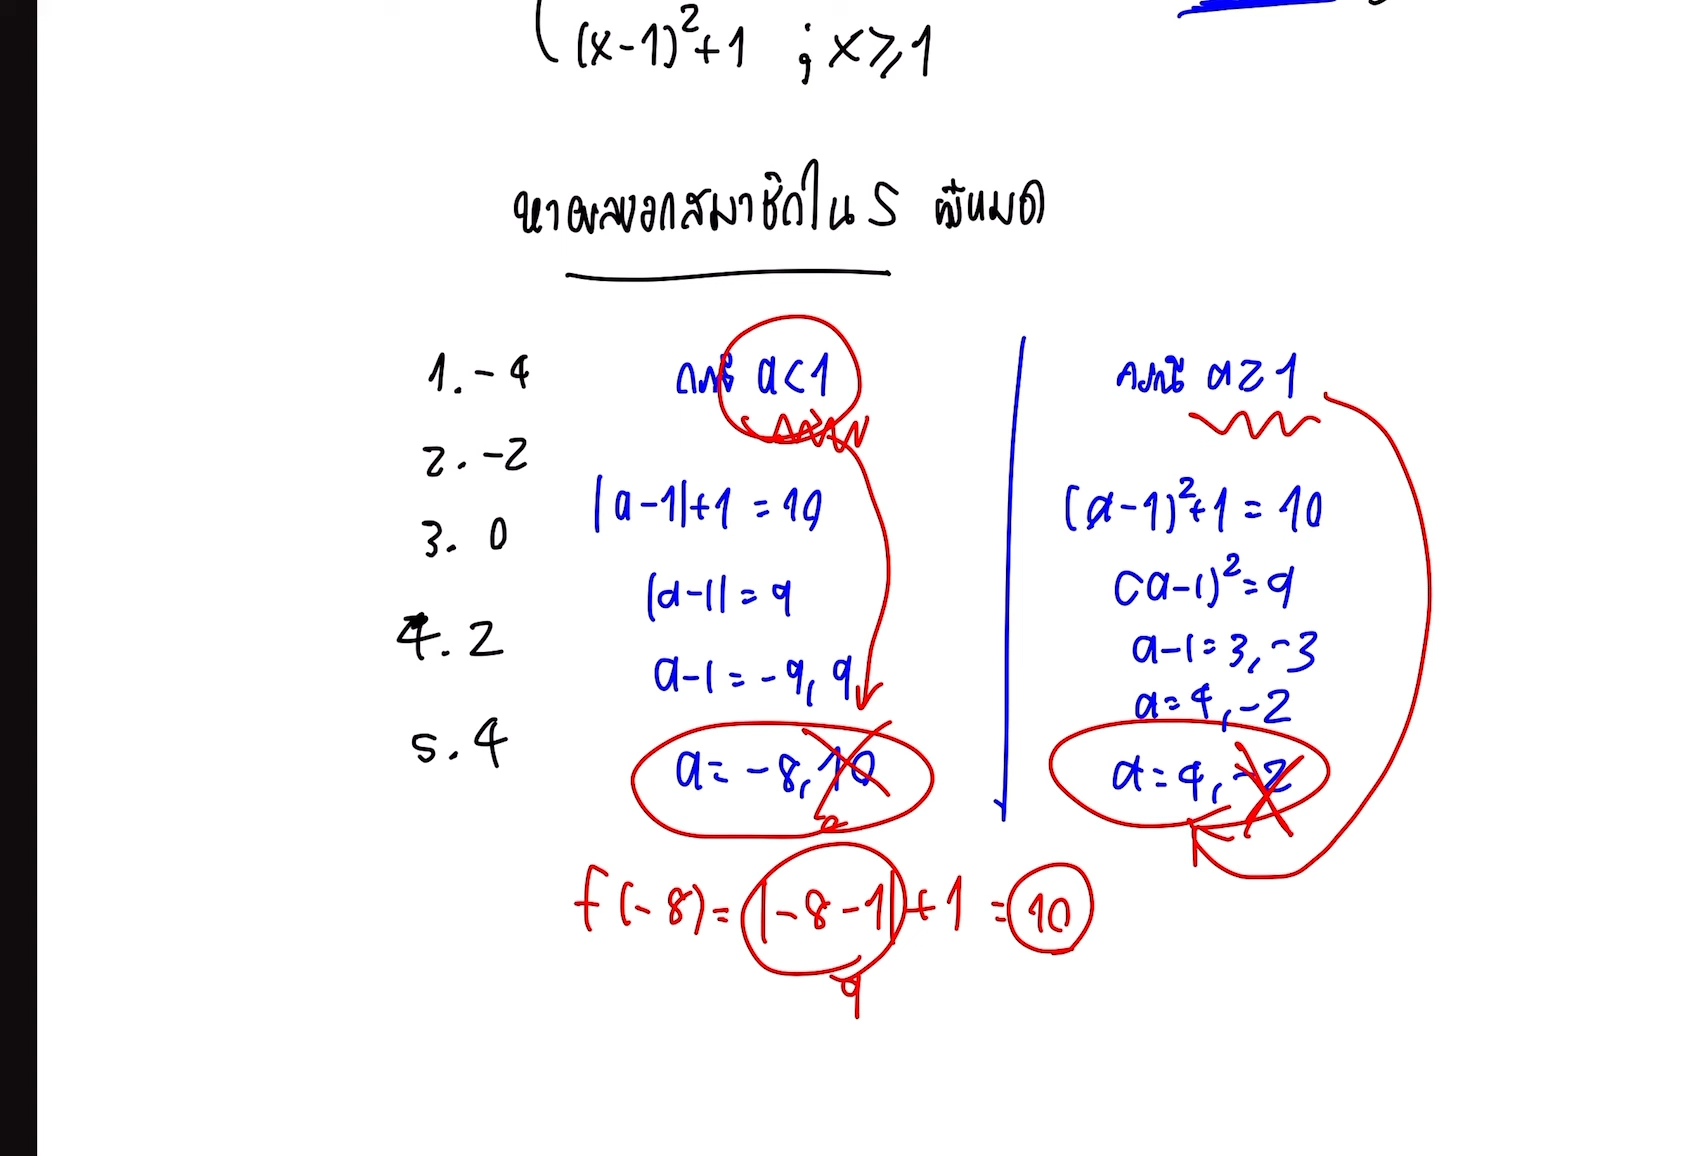 (x-1)²+1 ; x≥1
หาผลบวกสมาชิกใน S ทั้งหมด
1. -4
2. -2
3. 0
4. 2
5. 4
กรณี a<1
|a-1|+1 = 10
|a-1| = 9
a-1 = -9, 9
a = -8, 10
กรณี a≥1
(a-1)²+1 = 10
(a-1)² = 9
a-1 = 3, -3
a = 4, -2
a = 4, -2
f(-8) = |-8-1|+1 = 10
9